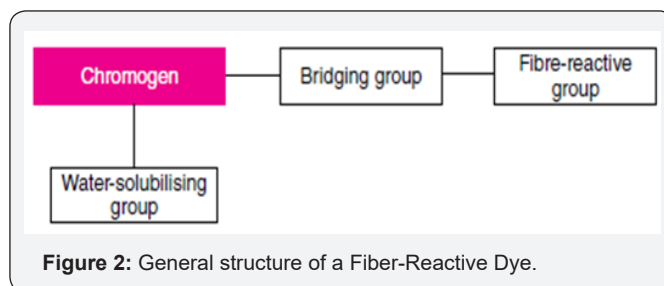 Chromogen
Bridging group
Fibre-reactive
group
Water-solubilising
group
Figure 2: General structure of a Fiber-Reactive Dye.